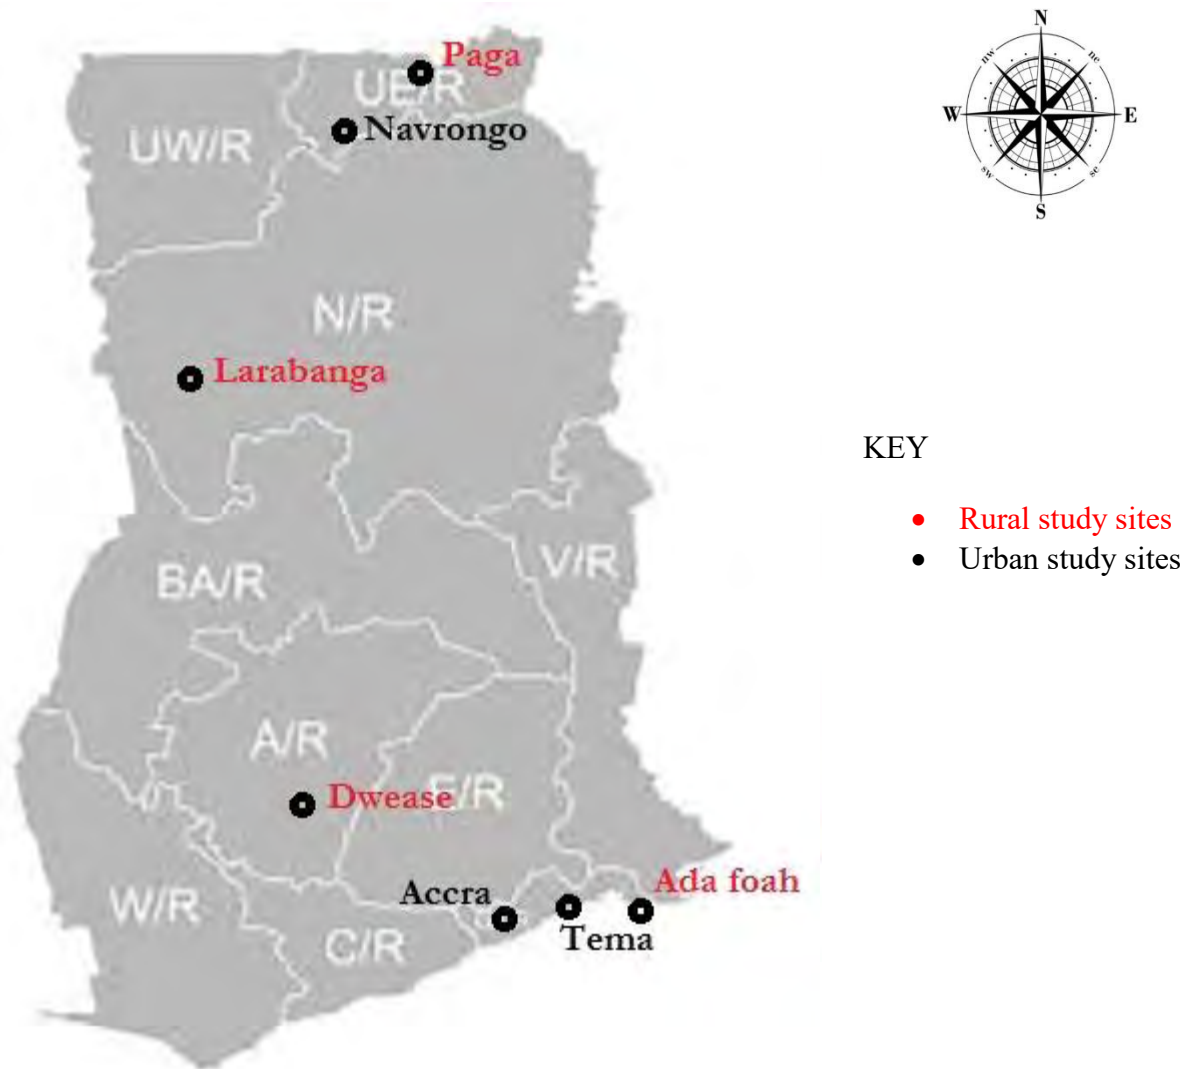 N
nw
ne
W
E
sw
se
S
Paga
UE/R
Navrongo
UW/R
N/R
Larabanga
KEY
• Rural study sites
• Urban study sites
V/R
BA/R
A/R
Dwease
E/R
Ada foah
Accra
W/R
Tema
C/R